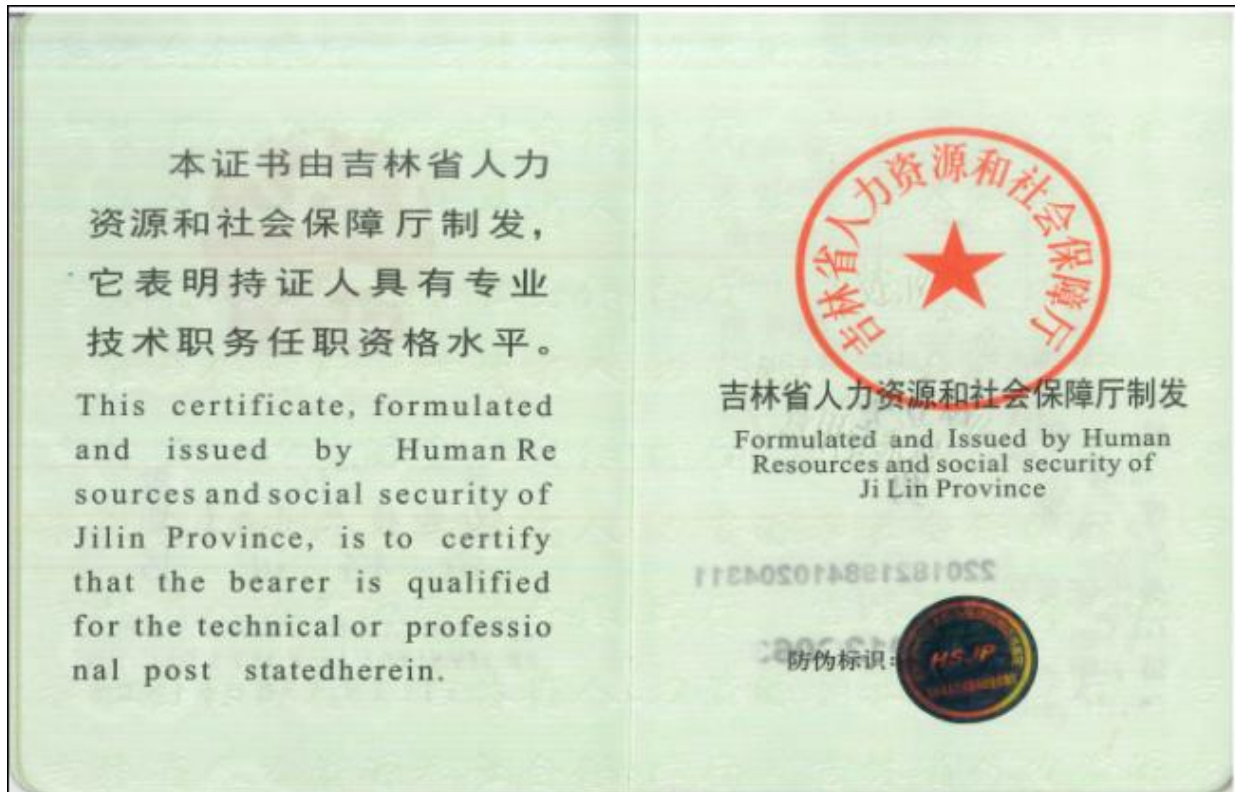 本证书由吉林省人力
资源和社会保障厅制发，
它表明持证人具有专业
技术职务任职资格水平。
This certificate, formulated
and issued by Human Re
sources and social security of
Jilin Province, is to certify
that the bearer is qualified
for the technical or professio
nal post statedherein.
吉林省人力资源和社会保障厅
吉林省人力资源和社会保障厅制发
Formulated and Issued by Human
Resources and social security of
Ji Lin Province
防伪标识：
HSJP